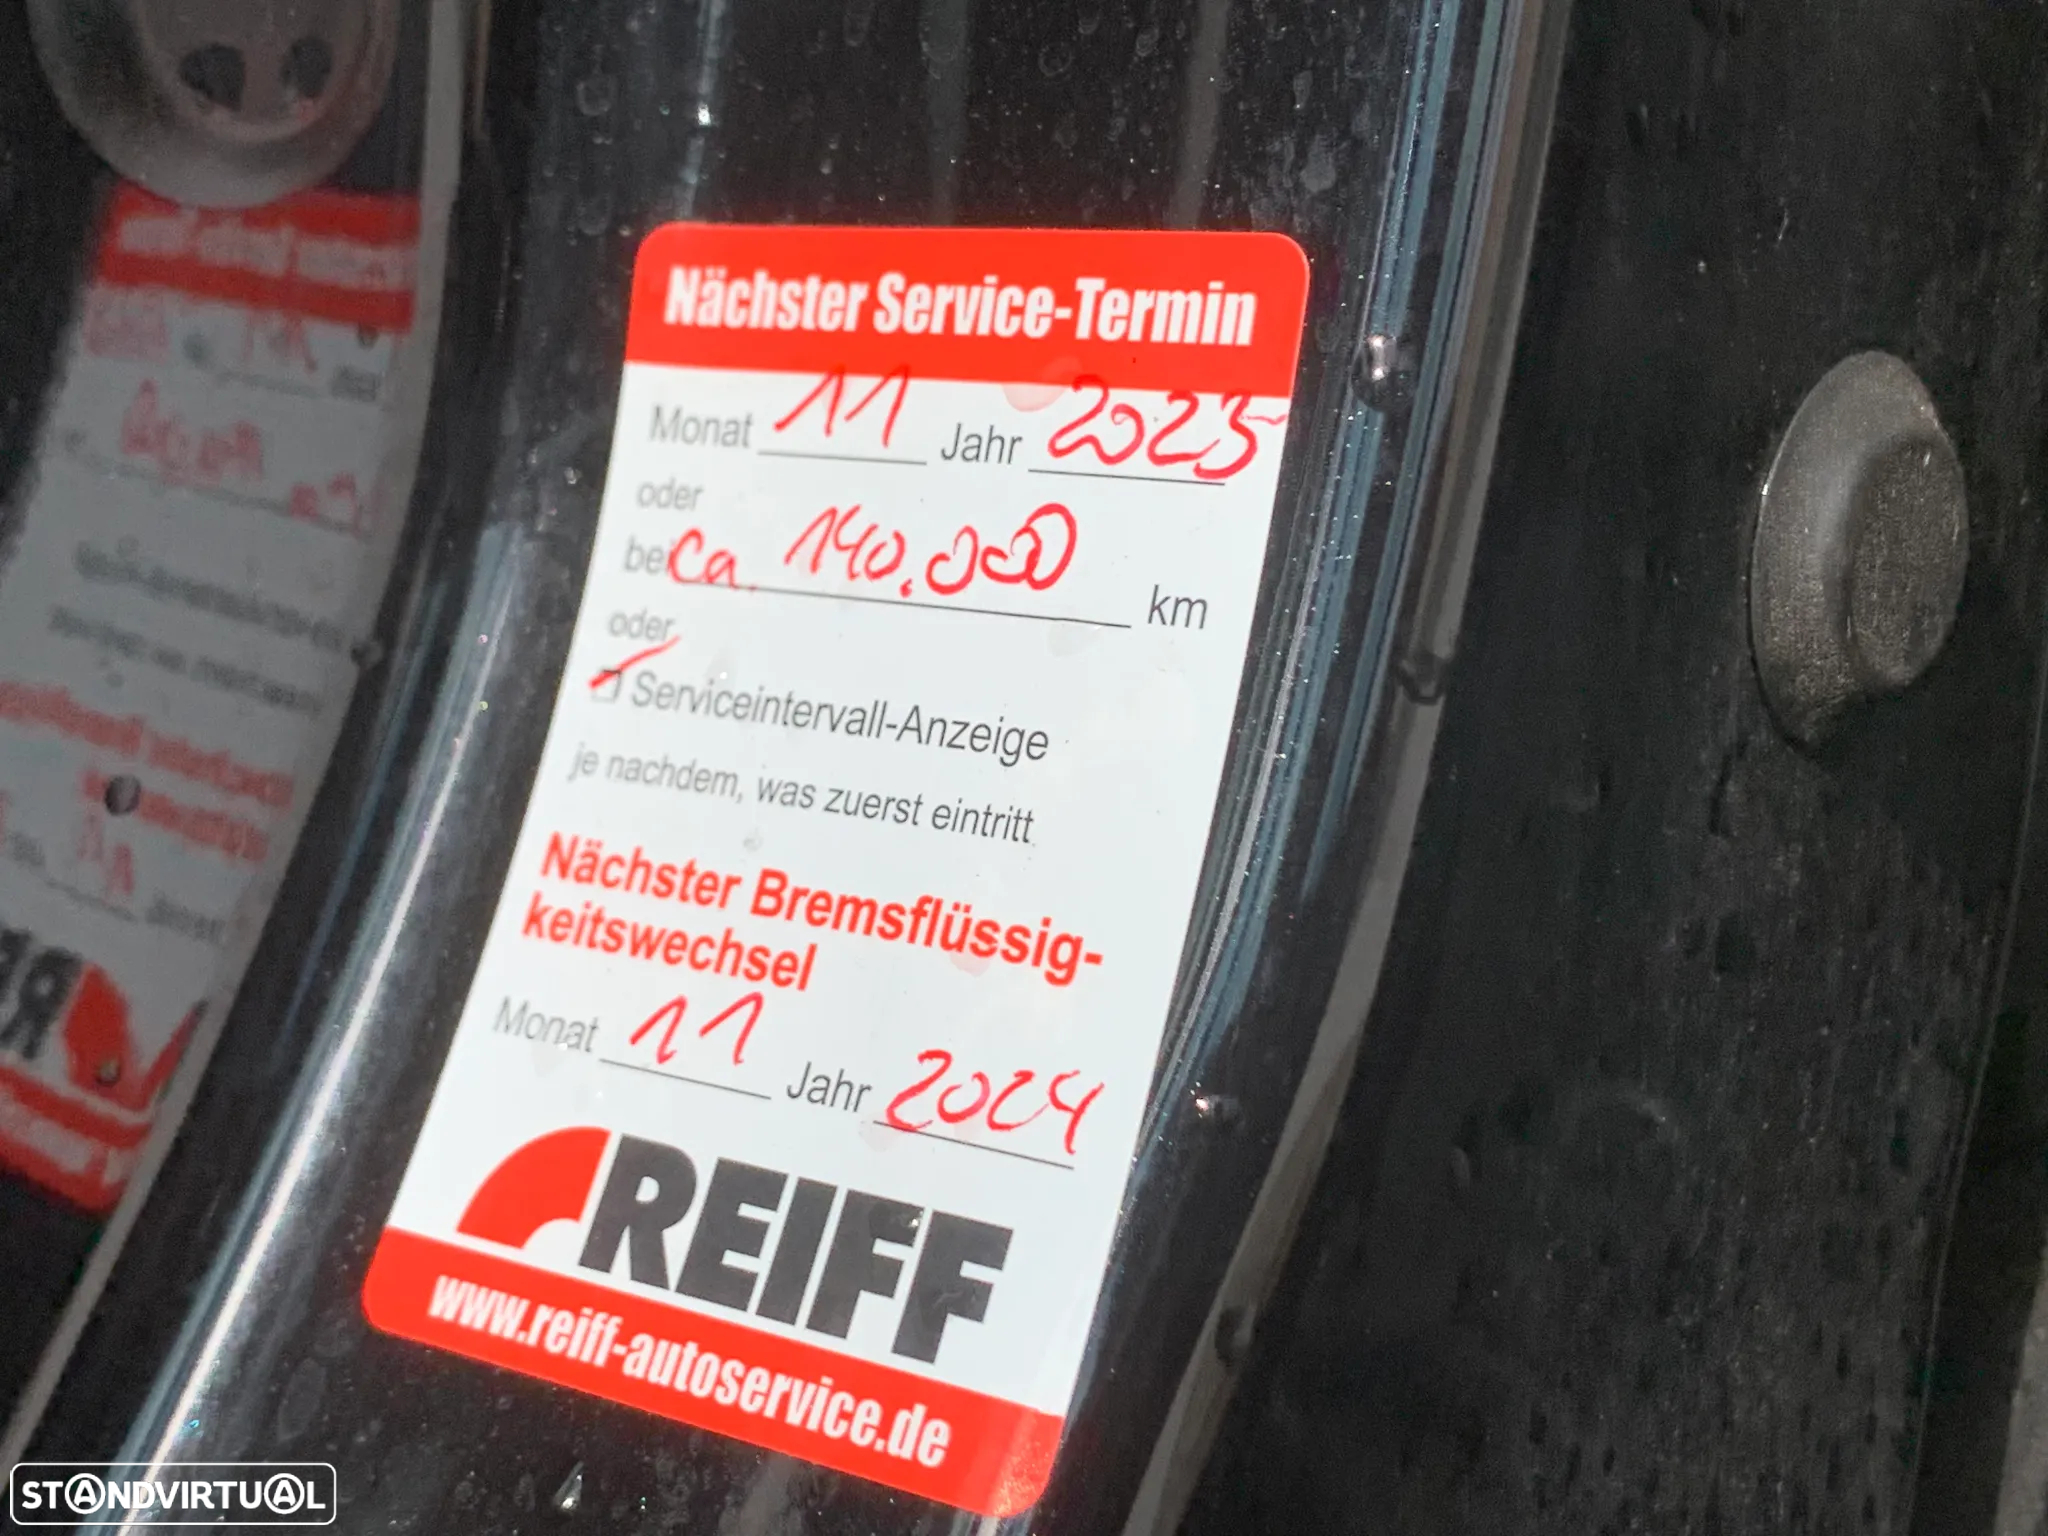 Nächster Service-Termin
Monat 11 Jahr 2025
oder
bei ca. 140.000 km
oder
Serviceintervall-Anzeige
je nachdem, was zuerst eintritt
Nächster Bremsflüssig-
keitswechsel
Monat 11 Jahr 2024
REIFF
www.reiff-autoservice.de
STANDVIRTUAL